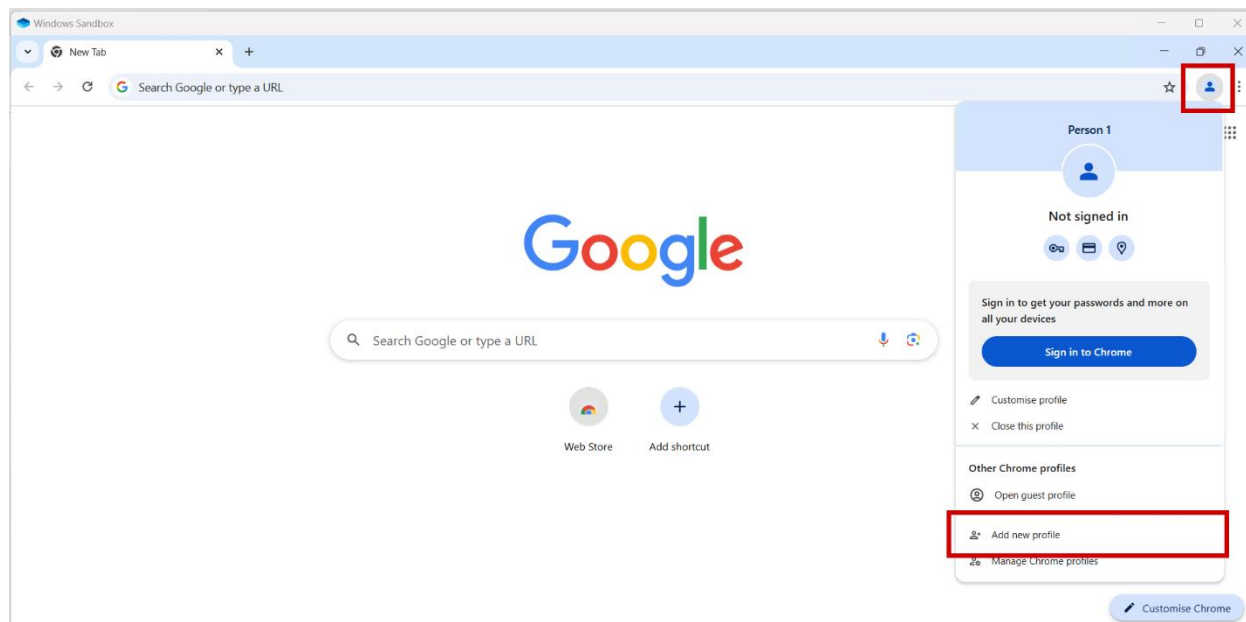 Windows Sandbox
New Tab
Search Google or type a URL
Person 1
Not signed in
Google
Sign in to get your passwords and more on
all your devices
Search Google or type a URL
Sign in to Chrome
Customise profile
Close this profile
Web Store
Add shortcut
Other Chrome profiles
Open guest profile
Add new profile
Manage Chrome profiles
Customise Chrome